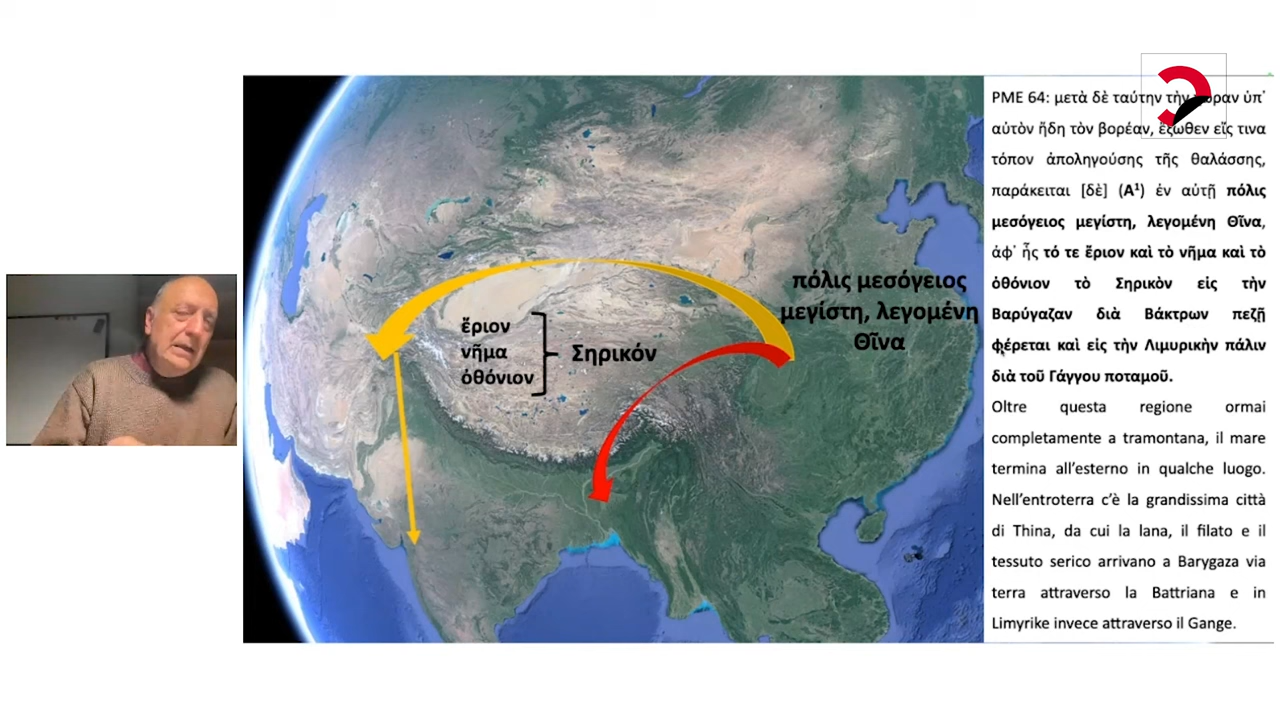 πόλις μεσόγειος
μεγίστη, λεγομένη
Θῖνα
ἔριον
νῆμα
ὀθόνιον
Σηρικόν
PME 64: μετὰ δὲ ταύτην τὴν χώραν ὑπ᾽
αὐτὸν ἤδη τὸν βορέαν, ἔξωθεν εἴς τινα
τόπον ἀποληγούσης τῆς θαλάσσης,
παράκειται [δὲ] (A¹) ἐν αὐτῇ πόλις
μεσόγειος μεγίστη, λεγομένη Θῖνα,
ἀφ᾽ ἧς τό τε ἔριον καὶ τὸ νῆμα καὶ τὸ
ὀθόνιον τὸ Σηρικὸν εἰς τὴν
Βαρύγαζαν διὰ Βάκτρων πεζῇ
φέρεται καὶ εἰς τὴν Λιμυρικὴν πάλιν
διὰ τοῦ Γάγγου ποταμοῦ.
Oltre questa regione ormai
completamente a tramontana, il mare
termina all'esterno in qualche luogo.
Nell'entroterra c'è la grandissima città
di Thina, da cui la lana, il filato e il
tessuto serico arrivano a Barygaza via
terra attraverso la Battriana e in
Limyrike invece attraverso il Gange.